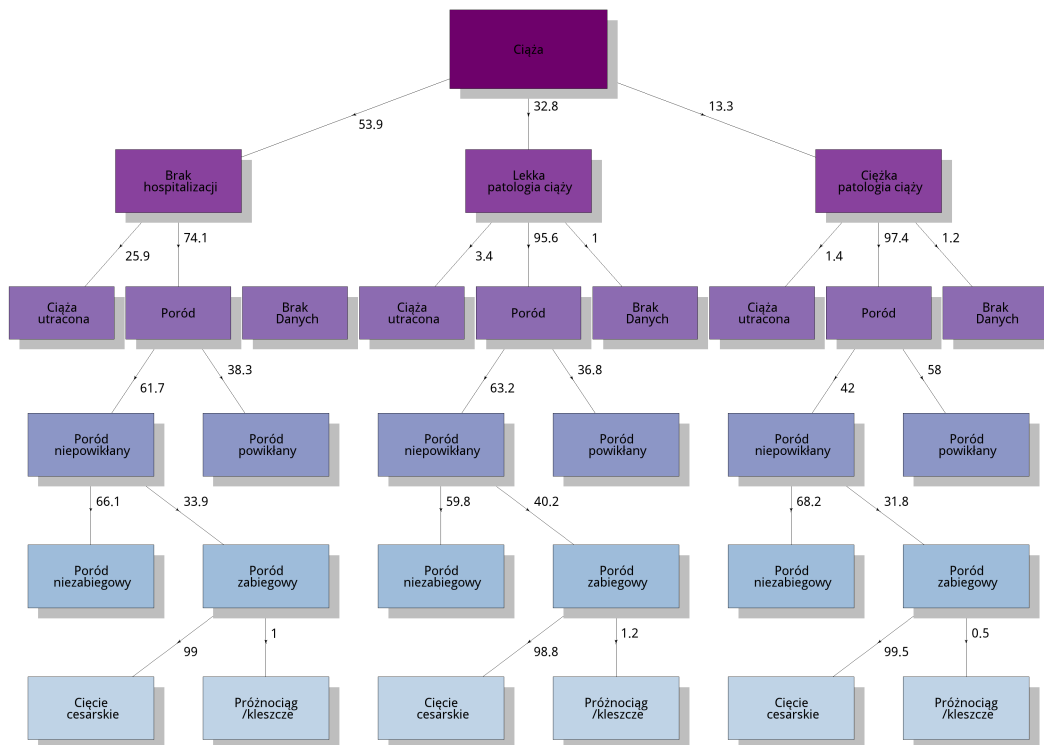 Ciąża
53.9
32.8
13.3
Brak
hospitalizacji
Lekka
patologia ciąży
Ciężka
patologia ciąży
25.9
74.1
3.4
95.6
1
1.4
97.4
1.2
Ciąża
utracona
Poród
Brak
Danych
Ciąża
utracona
Poród
Brak
Danych
Ciąża
utracona
Poród
Brak
Danych
61.7
38.3
63.2
36.8
42
58
Poród
niepowikłany
Poród
powikłany
Poród
niepowikłany
Poród
powikłany
Poród
niepowikłany
Poród
powikłany
66.1
33.9
59.8
40.2
68.2
31.8
Poród
niezabiegowy
Poród
zabiegowy
Poród
niezabiegowy
Poród
zabiegowy
Poród
niezabiegowy
Poród
zabiegowy
99
1
98.8
1.2
99.5
0.5
Cięcie
cesarskie
Próżnociąg
/kleszcze
Cięcie
cesarskie
Próżnociąg
/kleszcze
Cięcie
cesarskie
Próżnociąg
/kleszcze